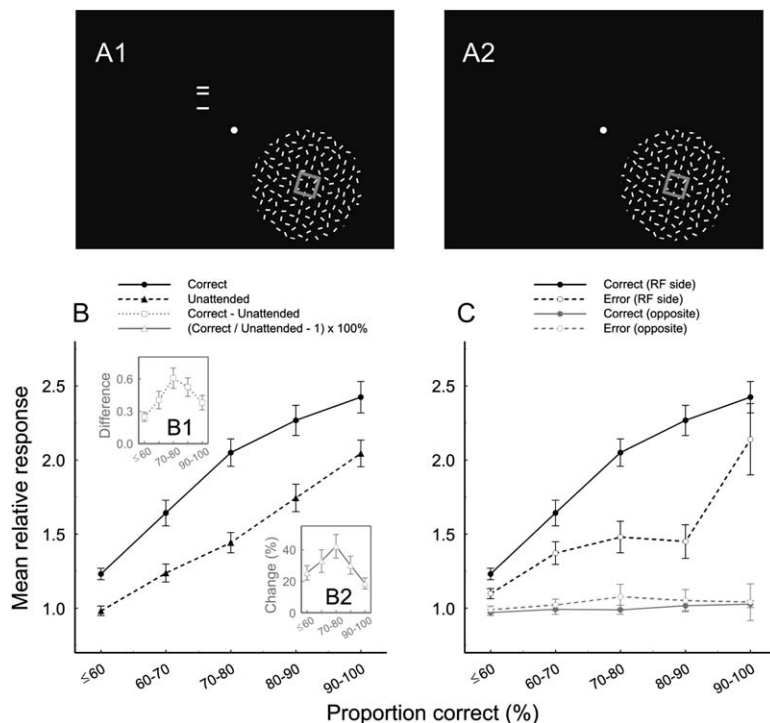 A1
A2
B
Correct
Unattended
Correct - Unattended
(Correct / Unattended - 1) x 100%
C
Correct (RF side)
Error (RF side)
Correct (opposite)
Error (opposite)
Mean relative response
2.5
2.0
1.5
1.0
Difference
0.6
0.3
0.0
B1
≤60
70-80
90-100
Change (%)
40
20
0
B2
≤60
70-80
90-100
2.5
2.0
1.5
1.0
≤60
60-70
70-80
80-90
90-100
≤60
60-70
70-80
80-90
90-100
Proportion correct (%)